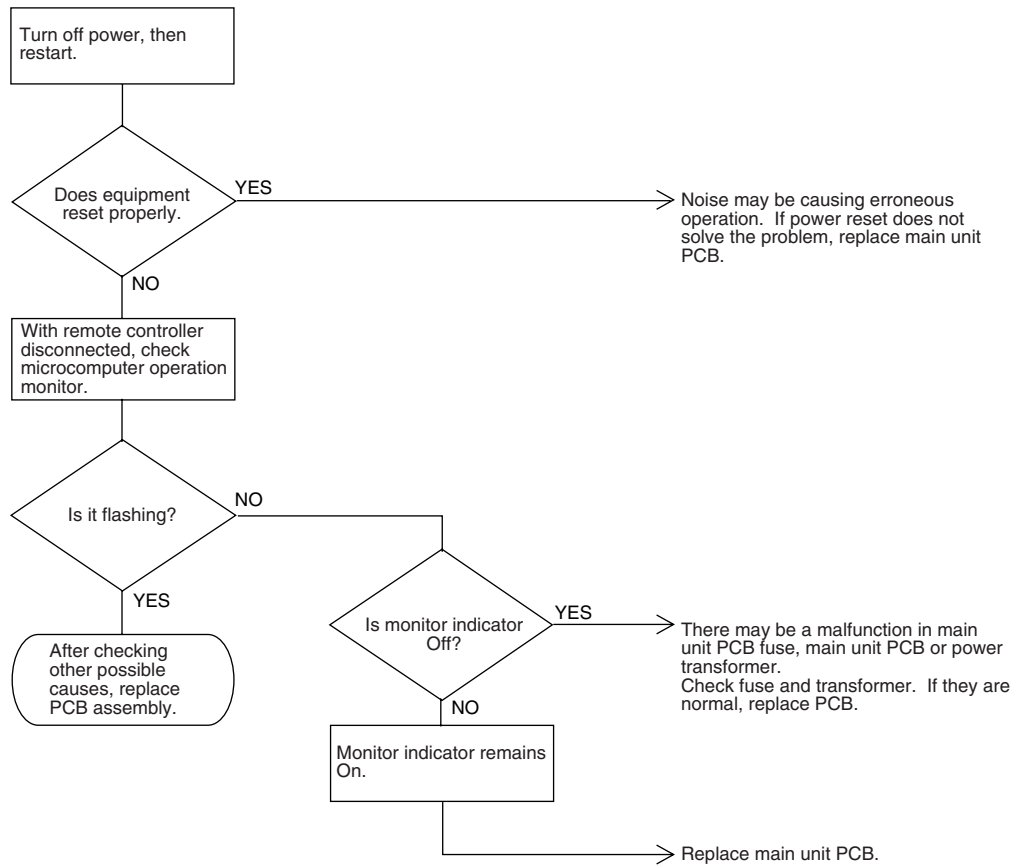 Turn off power, then
restart.
Does equipment
reset properly.
YES
Noise may be causing erroneous
operation.  If power reset does not
solve the problem, replace main unit
PCB.
NO
With remote controller
disconnected, check
microcomputer operation
monitor.
Is it flashing?
NO
YES
After checking
other possible
causes, replace
PCB assembly.
Is monitor indicator
Off?
YES
There may be a malfunction in main
unit PCB fuse, main unit PCB or power
transformer.
Check fuse and transformer.  If they are
normal, replace PCB.
NO
Monitor indicator remains
On.
Replace main unit PCB.